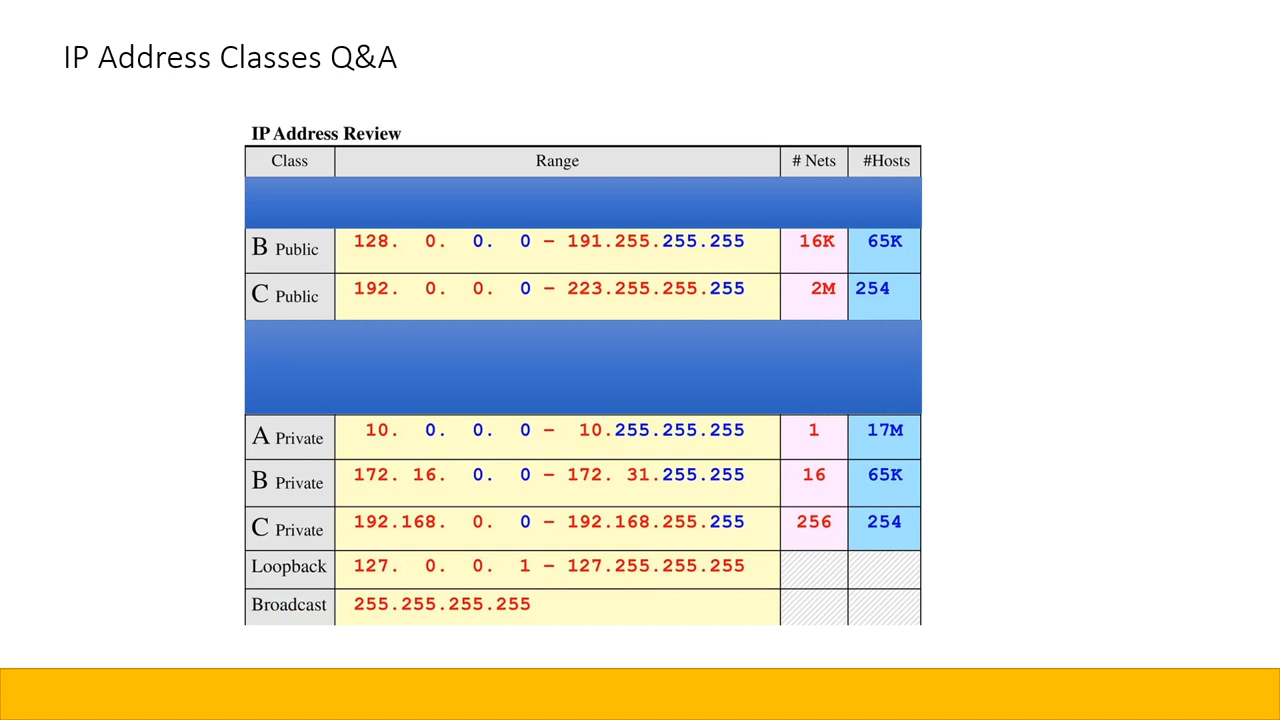 IP Address Classes Q&A
IP Address Review
Class Range # Nets #Hosts
B Public 128. 0. 0. 0 – 191.255.255.255 16K 65K
C Public 192. 0. 0. 0 – 223.255.255.255 2M 254
A Private 10. 0. 0. 0 – 10.255.255.255 1 17M
B Private 172. 16. 0. 0 – 172. 31.255.255 16 65K
C Private 192.168. 0. 0 – 192.168.255.255 256 254
Loopback 127. 0. 0. 1 – 127.255.255.255
Broadcast 255.255.255.255